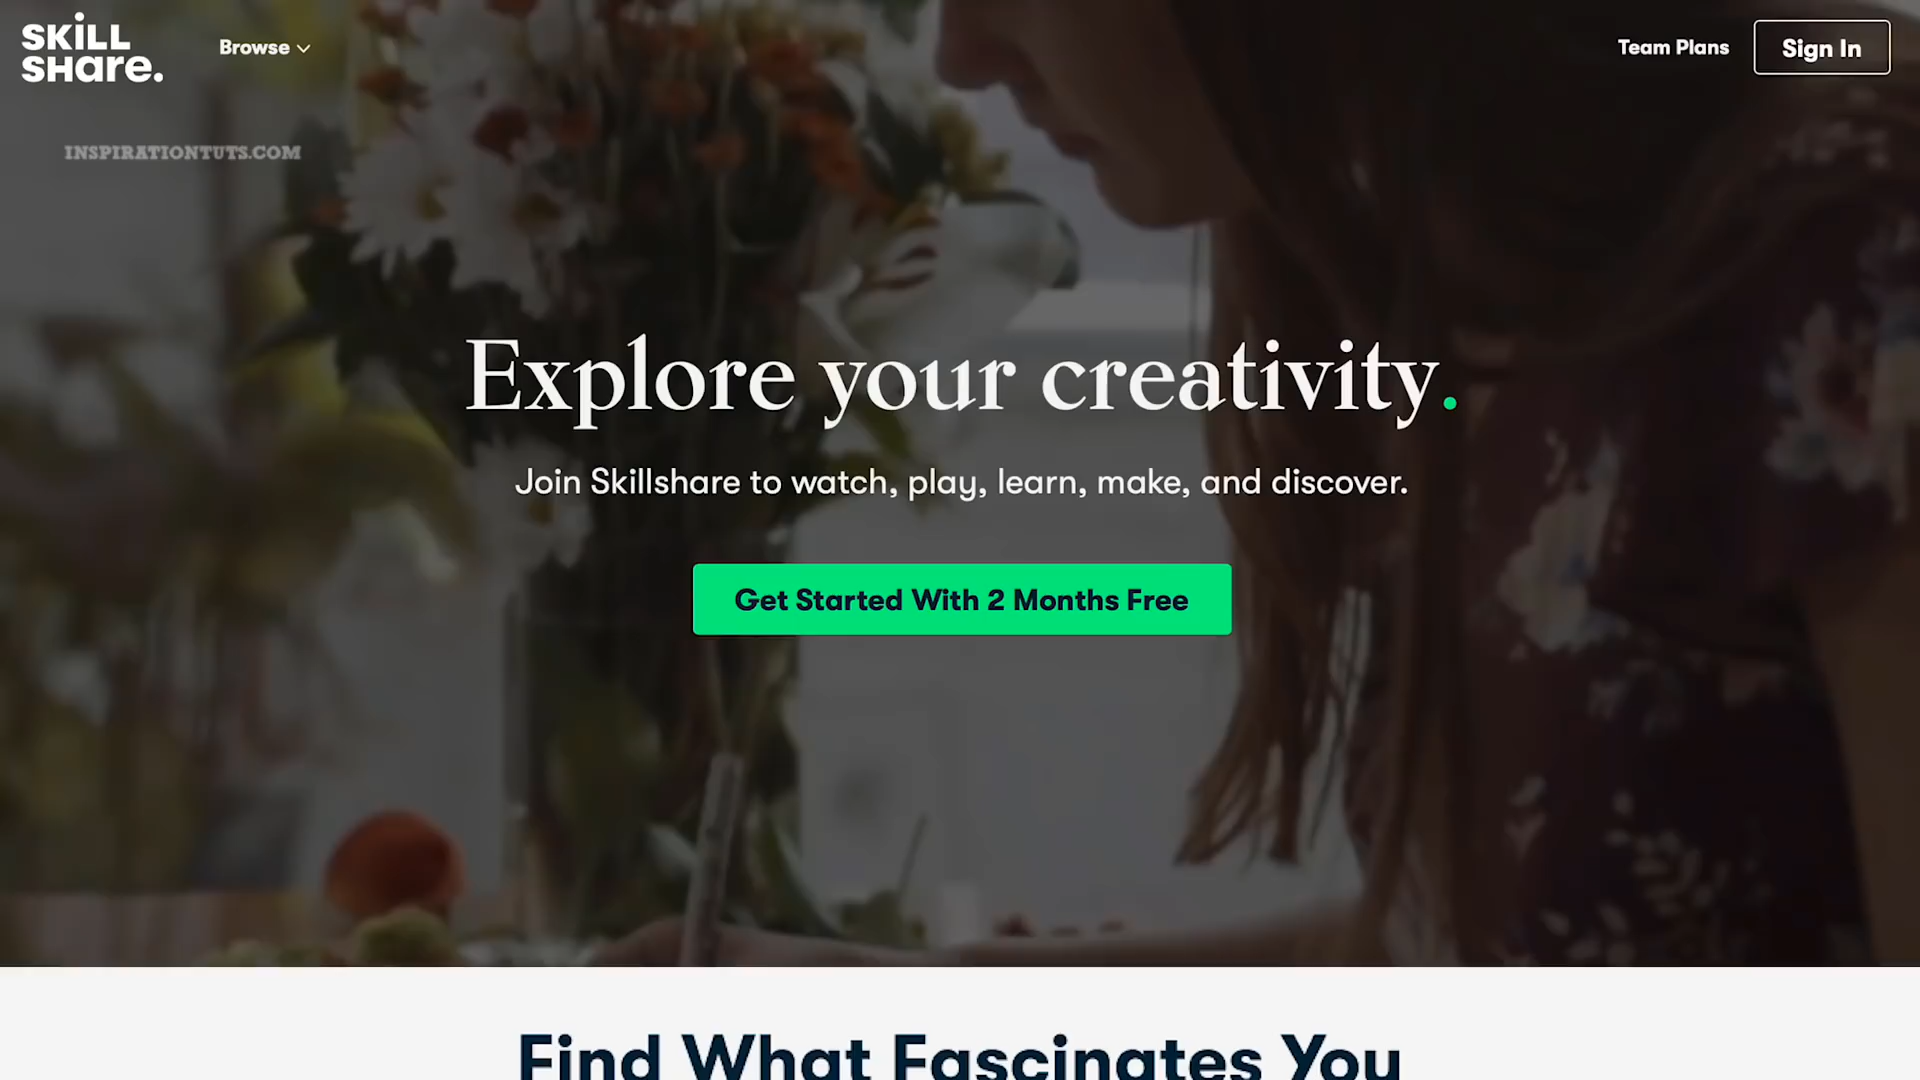 SKiLL
SHare.
Browse
Team Plans
Sign In
INSPIRATIONTUTS.COM
Explore your creativity.
Join Skillshare to watch, play, learn, make, and discover.
Get Started With 2 Months Free
Find What Fascinates You